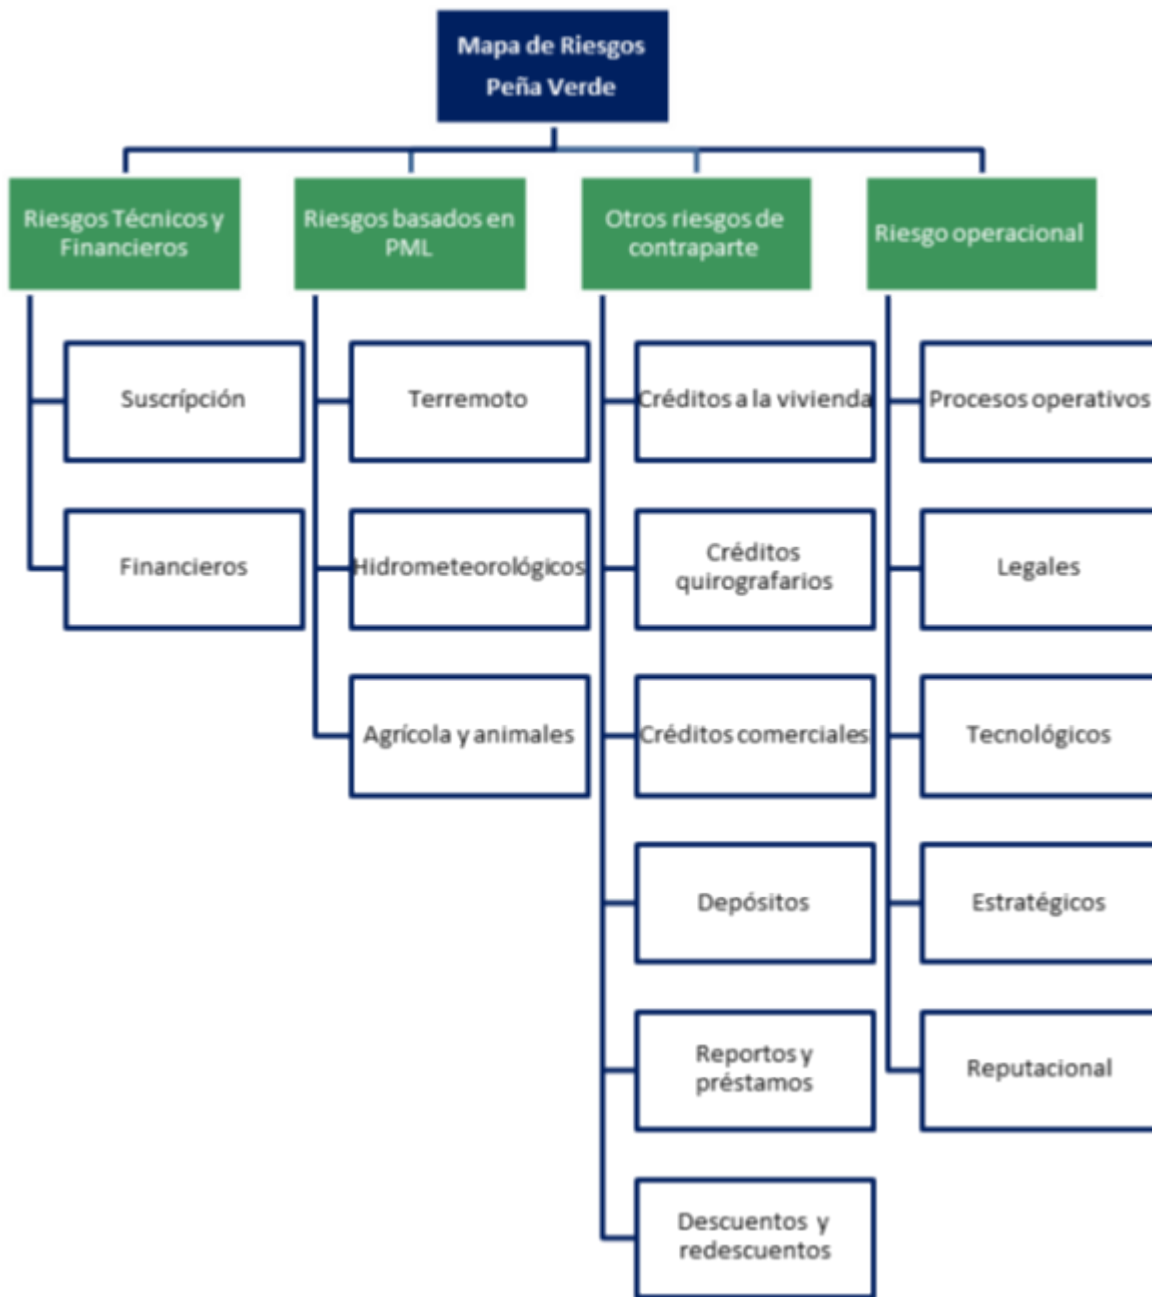 Mapa de Riesgos
Peña Verde
Riesgos Técnicos y
Financieros
Riesgos basados en
PML
Otros riesgos de
contraparte
Riesgo operacional
Suscrípción
Financieros
Terremoto
Hidrometeorológicos
Agrícola y animales
Créditos a la vivienda
Créditos
quirografarios
Créditos comerciales
Depósitos
Reportos y
préstamos
Descuentos y
redescuentos
Procesos operativos
Legales
Tecnológicos
Estratégicos
Reputacional